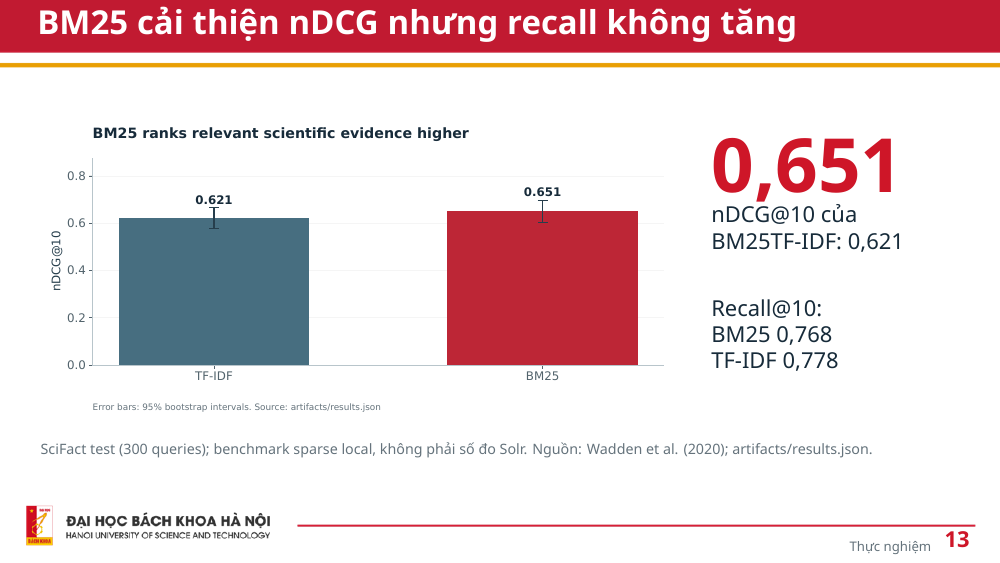 BM25 cải thiện nDCG nhưng recall không tăng
BM25 ranks relevant scientific evidence higher
nDCG@10
0.8
0.6
0.4
0.2
0.0
0.621
0.651
TF-IDF
BM25
Error bars: 95% bootstrap intervals. Source: artifacts/results.json
0,651
nDCG@10 của
BM25TF-IDF: 0,621
Recall@10:
BM25 0,768
TF-IDF 0,778
SciFact test (300 queries); benchmark sparse local, không phải số đo Solr. Nguồn: Wadden et al. (2020); artifacts/results.json.
ĐẠI HỌC BÁCH KHOA HÀ NỘI
HANOI UNIVERSITY OF SCIENCE AND TECHNOLOGY
Thực nghiệm
13